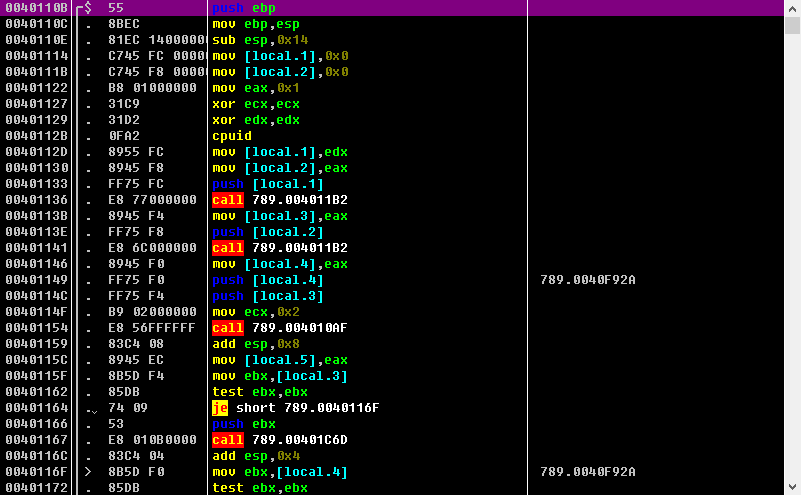 0040110B $ 55 push ebp
0040110C . 8BEC mov ebp,esp
0040110E . 81EC 1400000 sub esp,0x14
00401114 . C745 FC 0000 mov [local.1],0x0
0040111B . C745 F8 0000 mov [local.2],0x0
00401122 . B8 01000000 mov eax,0x1
00401127 . 31C9 xor ecx,ecx
00401129 . 31D2 xor edx,edx
0040112B . 0FA2 cpuid
0040112D . 8955 FC mov [local.1],edx
00401130 . 8945 F8 mov [local.2],eax
00401133 . FF75 FC push [local.1]
00401136 . E8 77000000 call 789.004011B2
0040113B . 8945 F4 mov [local.3],eax
0040113E . FF75 F8 push [local.2]
00401141 . E8 6C000000 call 789.004011B2
00401146 . 8945 F0 mov [local.4],eax
00401149 . FF75 F0 push [local.4] 789.0040F92A
0040114C . FF75 F4 push [local.3]
0040114F . B9 02000000 mov ecx,0x2
00401154 . E8 56FFFFFF call 789.004010AF
00401159 . 83C4 08 add esp,0x8
0040115C . 8945 EC mov [local.5],eax
0040115F . 8B5D F4 mov ebx,[local.3]
00401162 . 85DB test ebx,ebx
00401164 . 74 09 je short 789.0040116F
00401166 . 53 push ebx
00401167 . E8 010B0000 call 789.00401C6D
0040116C . 83C4 04 add esp,0x4
0040116F > 8B5D F0 mov ebx,[local.4] 789.0040F92A
00401172 . 85DB test ebx,ebx